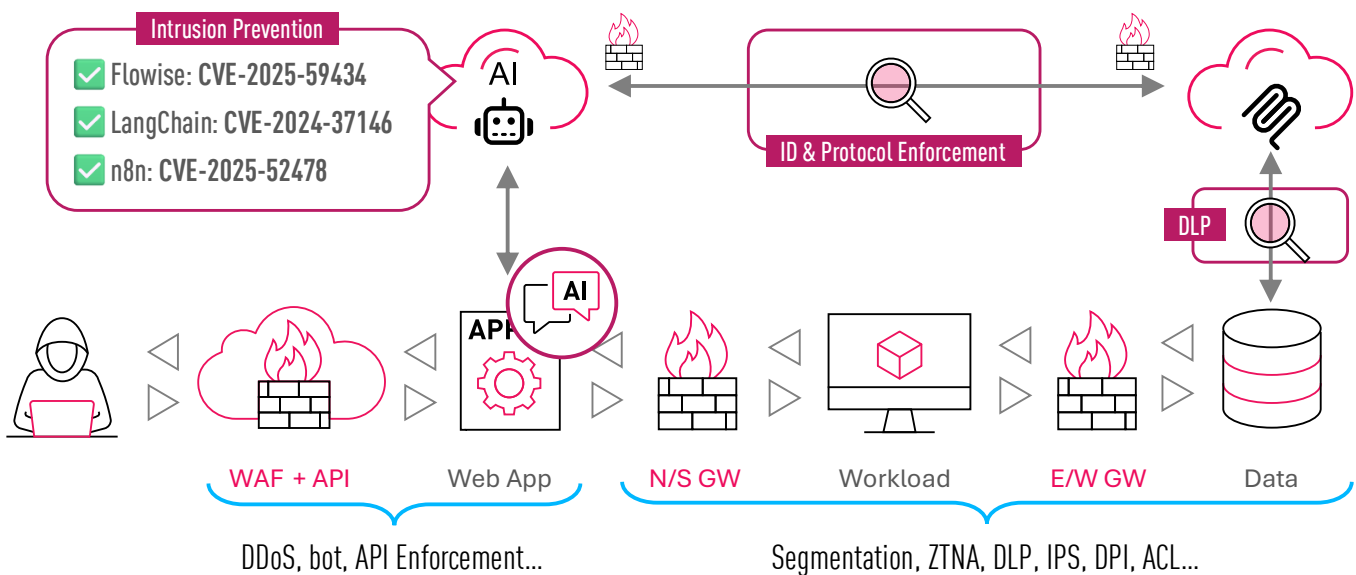 Intrusion Prevention
✅ Flowise: CVE-2025-59434
✅ LangChain: CVE-2024-37146
✅ n8n: CVE-2025-52478
AI
ID & Protocol Enforcement
DLP
AI
APP
WAF + API
Web App
N/S GW
Workload
E/W GW
Data
DDoS, bot, API Enforcement...
Segmentation, ZTNA, DLP, IPS, DPI, ACL...